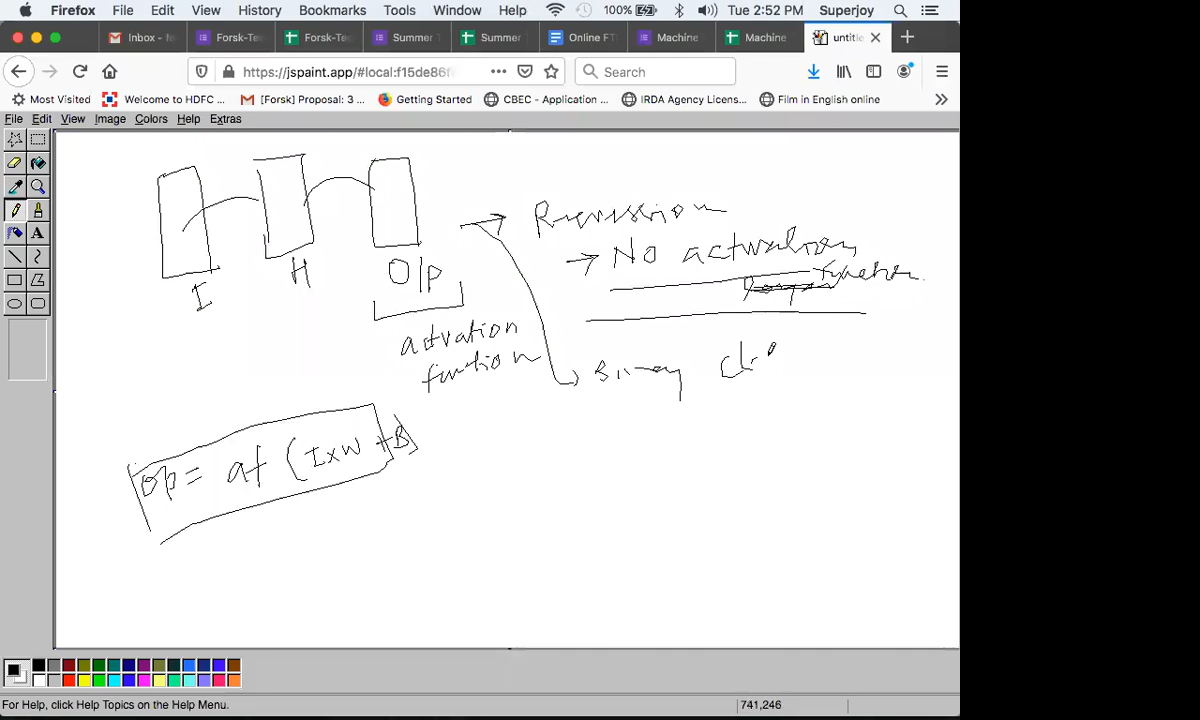 Firefox File Edit View History Bookmarks Tools Window Help 100% Tue 2:52 PM Superjoy
Inbox - Forsk-Te Forsk-Te Summer Summer Online FT Machine Machine untitle
https://jspaint.app/#local:f15de86f Search
Most Visited Welcome to HDFC ... [Forsk] Proposal: 3 ... Getting Started CBEC - Application ... IRDA Agency Licens... Film in English online
File Edit View Image Colors Help Extras
I
H
O/P
activation
function
Regression
→ No activation
function
Binary
op = af (I×W + B)
For Help, click Help Topics on the Help Menu. 741,246